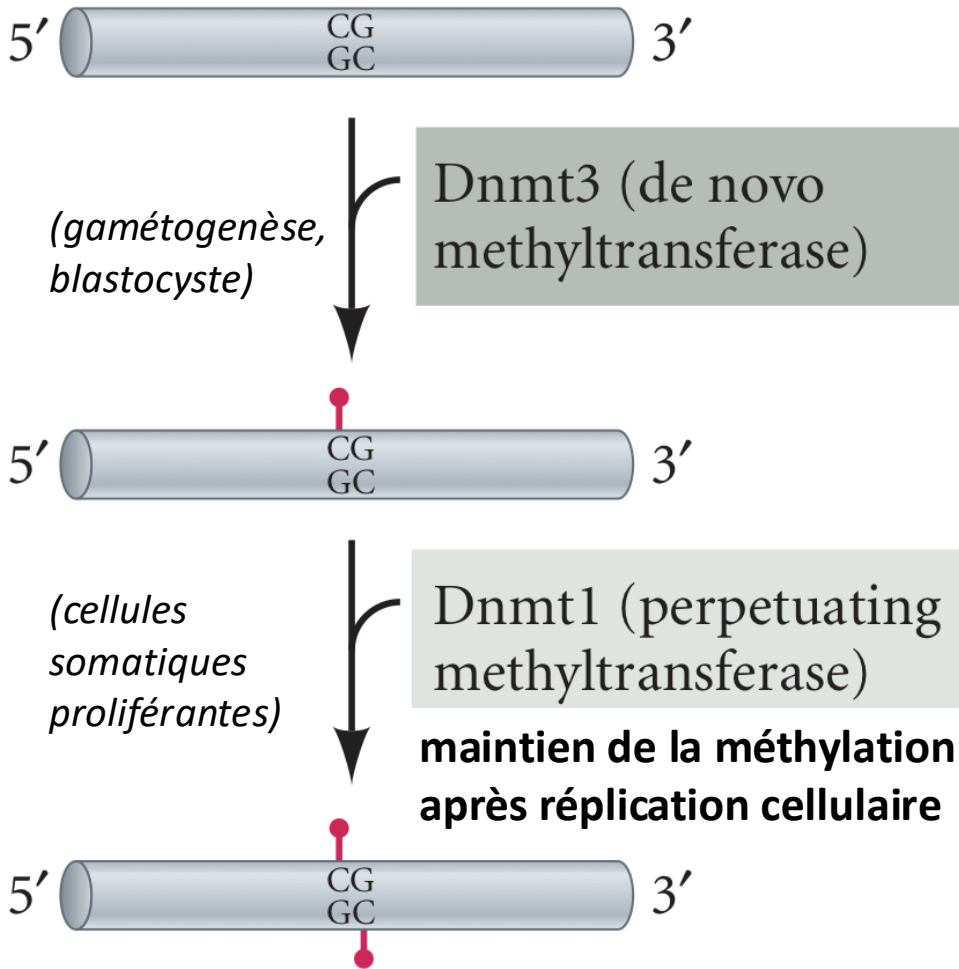 5′ CG 3′
GC
Dnmt3 (de novo
methyltransferase)
(gamétogenèse,
blastocyste)
5′ CG 3′
GC
(cellules
somatiques
proliférantes)
Dnmt1 (perpetuating
methyltransferase)
maintien de la méthylation
après réplication cellulaire
5′ CG 3′
GC